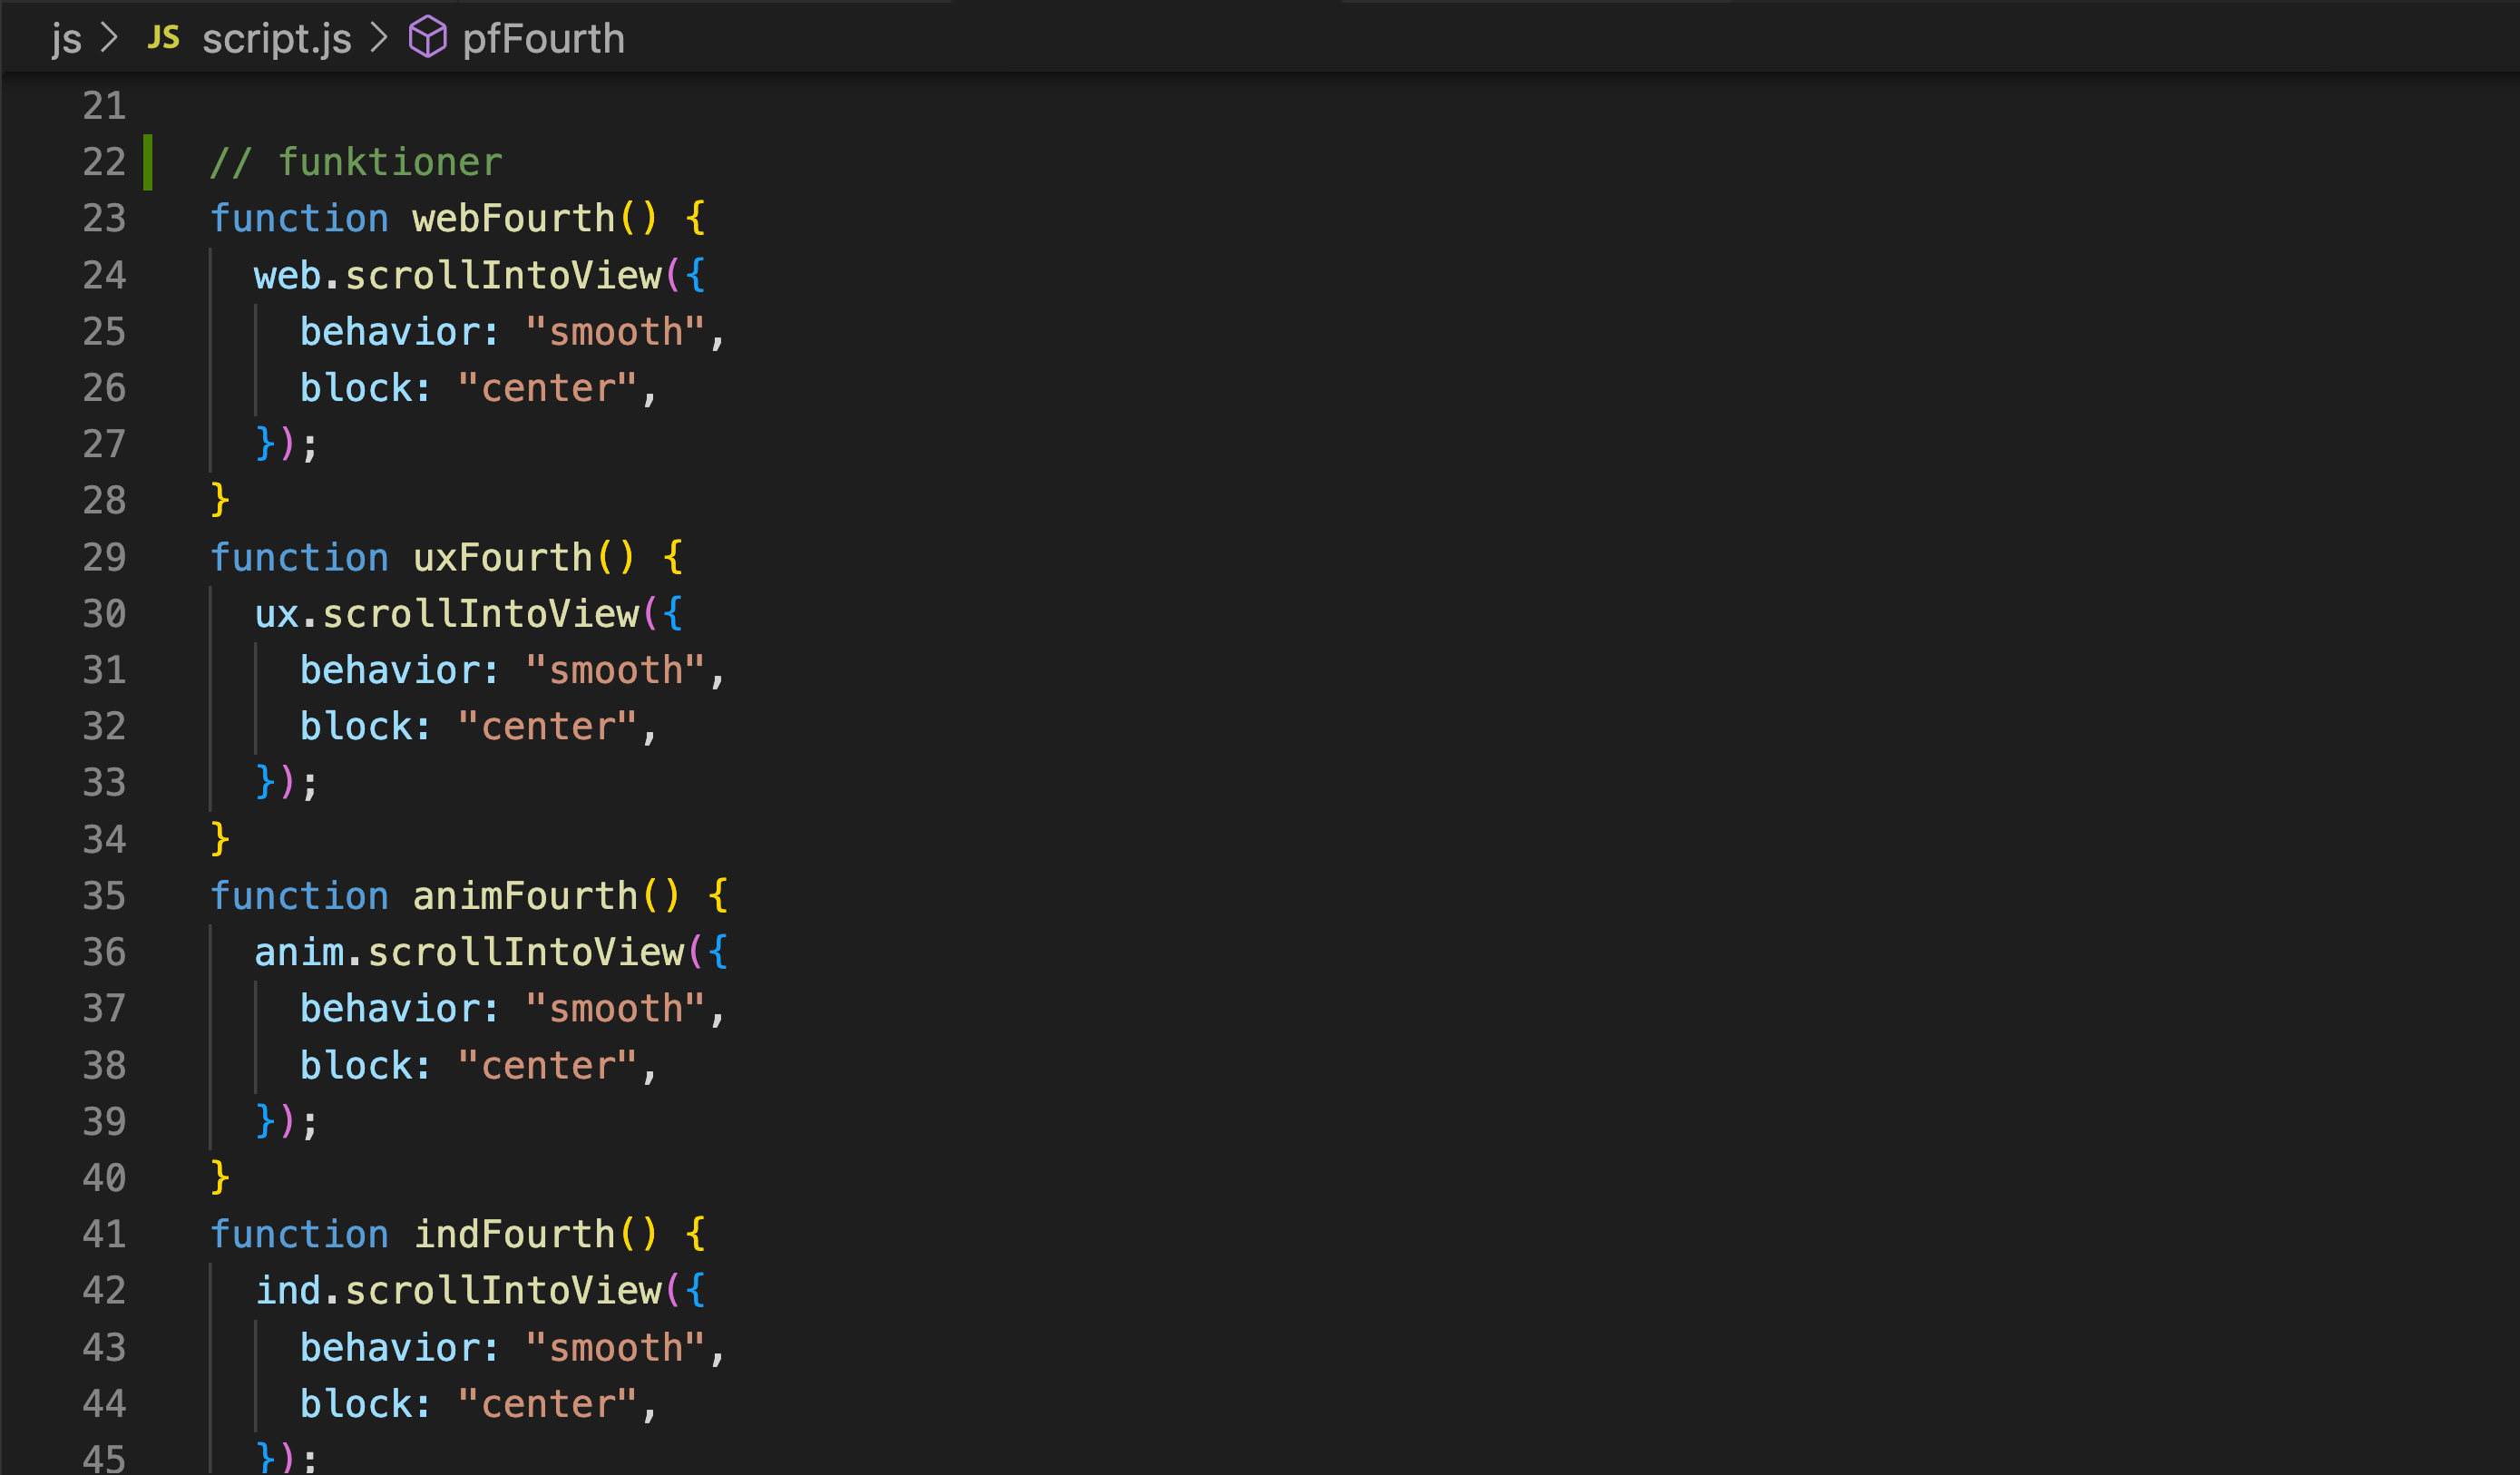 js > JS script.js > pfFourth
21
22 // funktioner
23 function webFourth() {
24 web.scrollIntoView({
25 behavior: "smooth",
26 block: "center",
27 });
28 }
29 function uxFourth() {
30 ux.scrollIntoView({
31 behavior: "smooth",
32 block: "center",
33 });
34 }
35 function animFourth() {
36 anim.scrollIntoView({
37 behavior: "smooth",
38 block: "center",
39 });
40 }
41 function indFourth() {
42 ind.scrollIntoView({
43 behavior: "smooth",
44 block: "center",
45 });